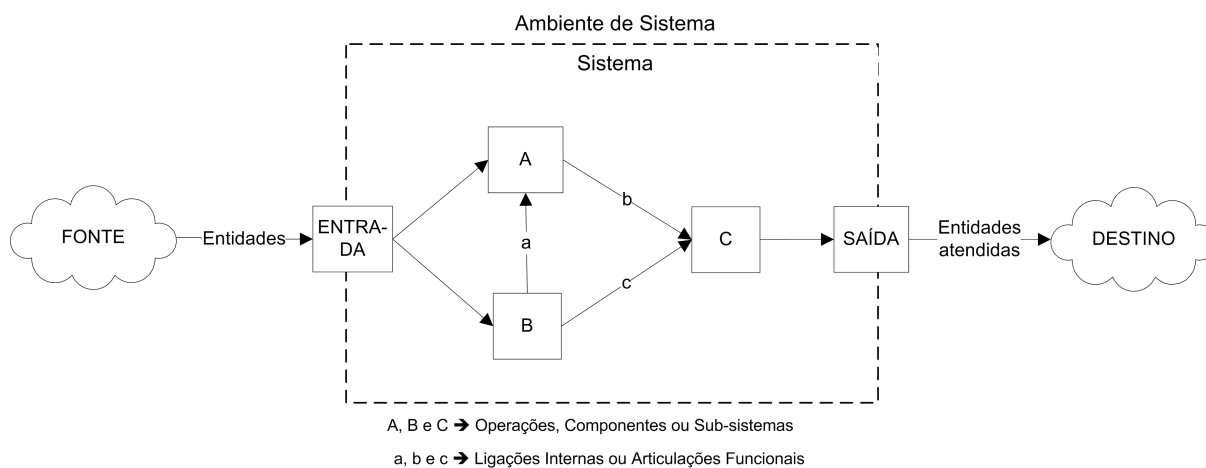 Ambiente de Sistema
Sistema
FONTE
Entidades
ENTRA-
DA
A
a
B
b
c
C
SAÍDA
Entidades
atendidas
DESTINO
A, B e C ➔ Operações, Componentes ou Sub-sistemas
a, b e c ➔ Ligações Internas ou Articulações Funcionais